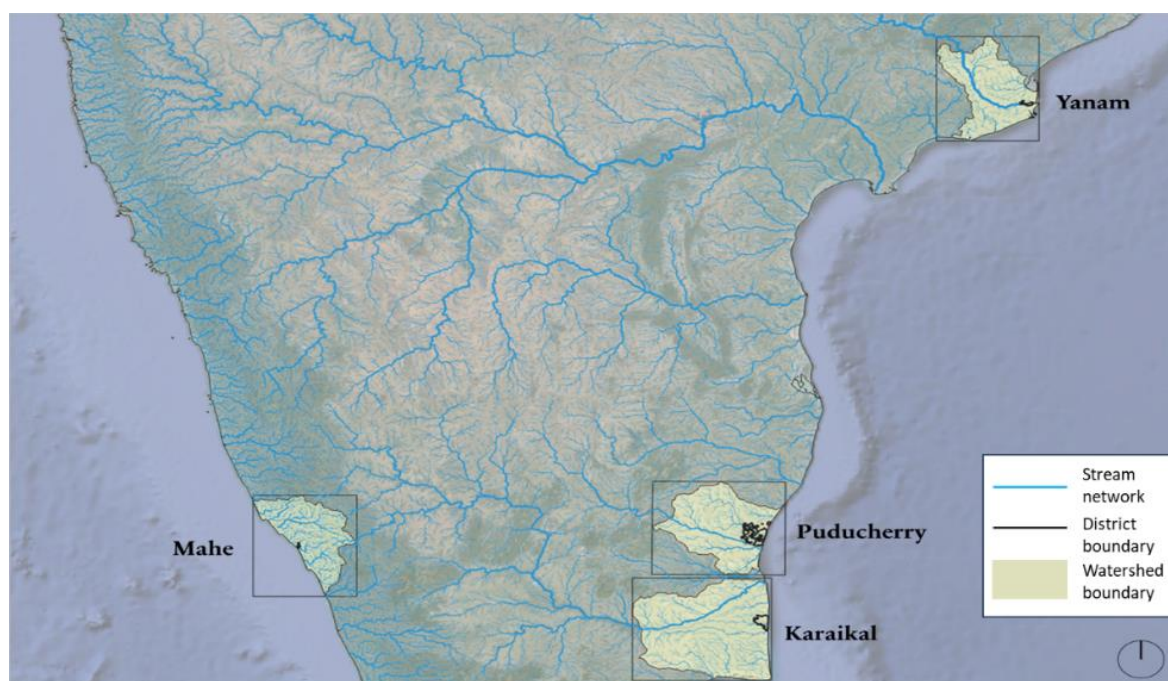 Yanam
Stream
network
District
boundary
Watershed
boundary
Puducherry
Mahe
Karaikal